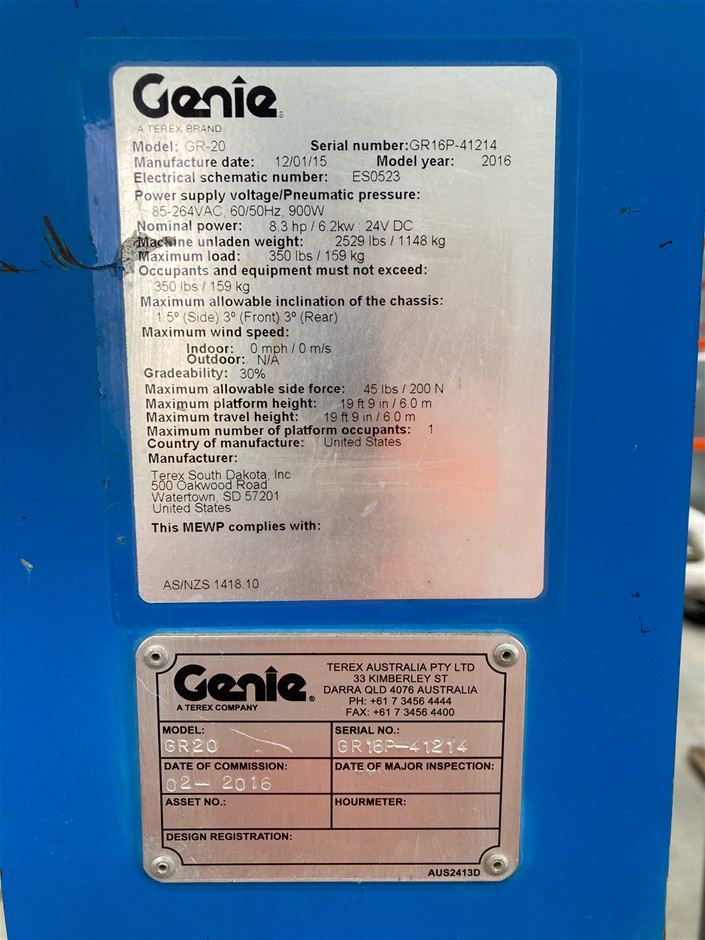 Genie
A TEREX BRAND
Model: GR-20 Serial number:GR16P-41214
Manufacture date: 12/01/15 Model year: 2016
Electrical schematic number: ES0523
Power supply voltage/Pneumatic pressure:
85-264VAC, 60/50Hz, 900W
Nominal power: 8.3 hp / 6.2kw : 24V DC
Machine unladen weight: 2529 lbs / 1148 kg
Maximum load: 350 lbs / 159 kg
Occupants and equipment must not exceed:
350 lbs / 159 kg
Maximum allowable inclination of the chassis:
1.5º (Side) 3º (Front) 3º (Rear)
Maximum wind speed:
Indoor: 0 mph / 0 m/s
Outdoor: N/A
Gradeability: 30%
Maximum allowable side force: 45 lbs / 200 N
Maximum platform height: 19 ft 9 in / 6.0 m
Maximum travel height: 19 ft 9 in / 6.0 m
Maximum number of platform occupants: 1
Country of manufacture: United States
Manufacturer:
Terex South Dakota, Inc
500 Oakwood Road
Watertown, SD 57201
United States
This MEWP complies with:
AS/NZS 1418.10
Genie®
A TEREX COMPANY
TEREX AUSTRALIA PTY LTD
33 KIMBERLEY ST
DARRA QLD 4076 AUSTRALIA
PH: +61 7 3456 4444
FAX: +61 7 3456 4400
MODEL: SERIAL NO.:
GR20 GR16P-41214
DATE OF COMMISSION: DATE OF MAJOR INSPECTION:
02- 2016
ASSET NO.: HOURMETER:
DESIGN REGISTRATION:
AUS2413D